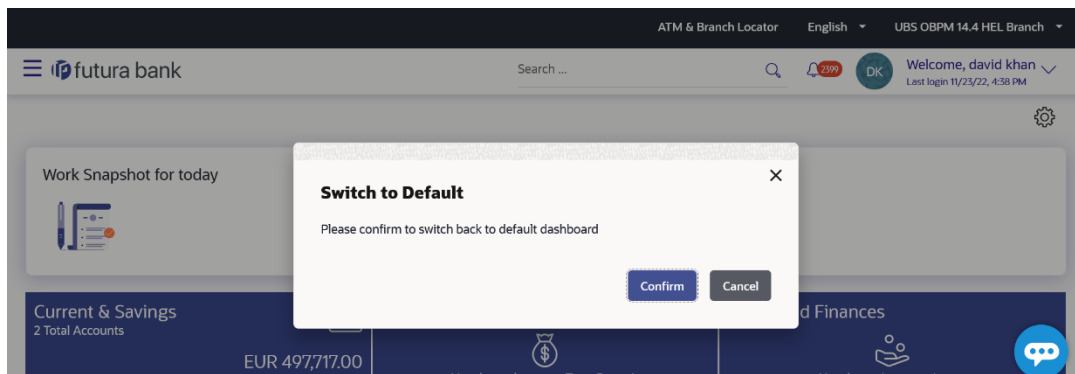 ATM & Branch Locator English UBS OBPM 14.4 HEL Branch
futura bank Search ... 2399 DK Welcome, david khan
Last login 11/23/22, 4:38 PM
Work Snapshot for today
Switch to Default
Please confirm to switch back to default dashboard
Confirm Cancel
Current & Savings
2 Total Accounts
EUR 497,717.00
d Finances